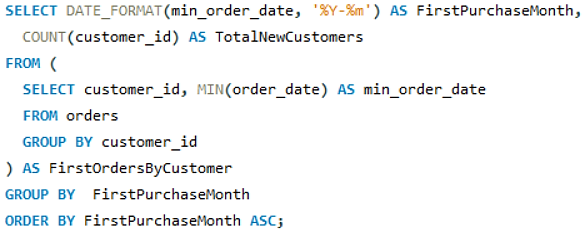 SELECT DATE_FORMAT(min_order_date, '%Y-%m') AS FirstPurchaseMonth,
  COUNT(customer_id) AS TotalNewCustomers
FROM (
  SELECT customer_id, MIN(order_date) AS min_order_date
  FROM orders
  GROUP BY customer_id
) AS FirstOrdersByCustomer
GROUP BY  FirstPurchaseMonth
ORDER BY FirstPurchaseMonth ASC;